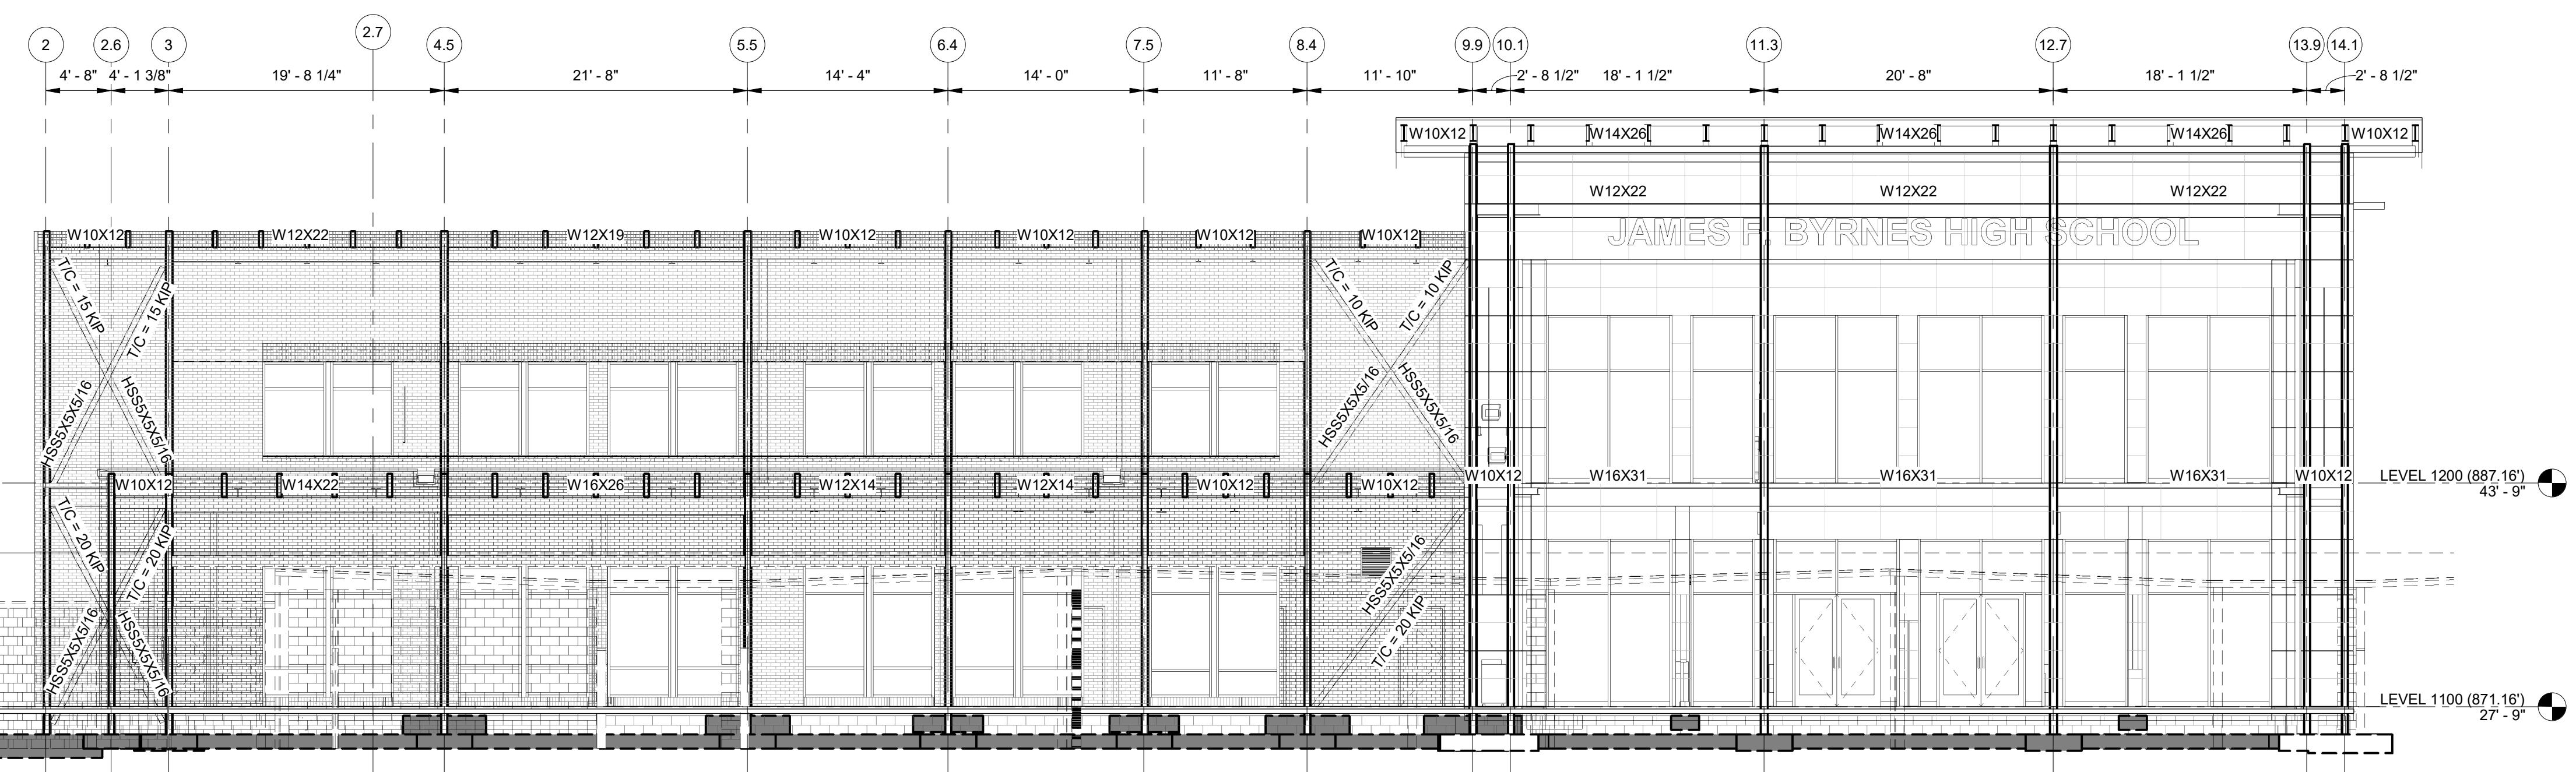 2 2.6 3 2.7 4.5 5.5 6.4 7.5 8.4 9.9 10.1 11.3 12.7 13.9 14.1
4' - 8" 4' - 1 3/8" 19' - 8 1/4" 21' - 8" 14' - 4" 14' - 0" 11' - 8" 11' - 10" 2' - 8 1/2" 18' - 1 1/2" 20' - 8" 18' - 1 1/2" 2' - 8 1/2"
W10X12 W14X26 W14X26 W14X26 W10X12
W12X22 W12X22 W12X22
JAMES F. BYRNES HIGH SCHOOL
W10X12 W12X22 W12X19 W10X12 W10X12 W10X12 W10X12
T/C = 15 KIP
T/C = 15 KIP
HSS5X5X5/16
HSS5X5X5/16
T/C = 10 KIP
T/C = 10 KIP
HSS5X5X5/16
HSS5X5X5/16
W10X12 W14X22 W16X26 W12X14 W12X14 W10X12 W10X12 W10X12 W16X31 W16X31 W16X31 W10X12
LEVEL 1200 (887.16')
43' - 9"
T/C = 20 KIP
T/C = 20 KIP
HSS5X5X5/16
HSS5X5X5/16
HSS5X5X5/16
T/C = 20 KIP
LEVEL 1100 (871.16')
27' - 9"